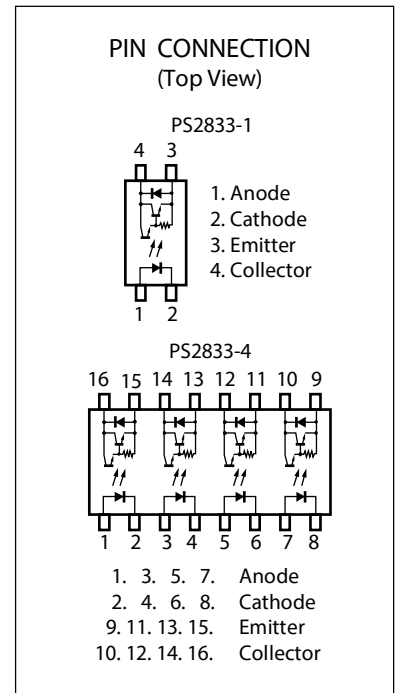 PIN CONNECTION
(Top View)
PS2833-1
4 3
1. Anode
2. Cathode
3. Emitter
4. Collector
1 2
PS2833-4
16 15 14 13 12 11 10 9
1 2 3 4 5 6 7 8
1. 3. 5. 7. Anode
2. 4. 6. 8. Cathode
9. 11. 13. 15. Emitter
10. 12. 14. 16. Collector